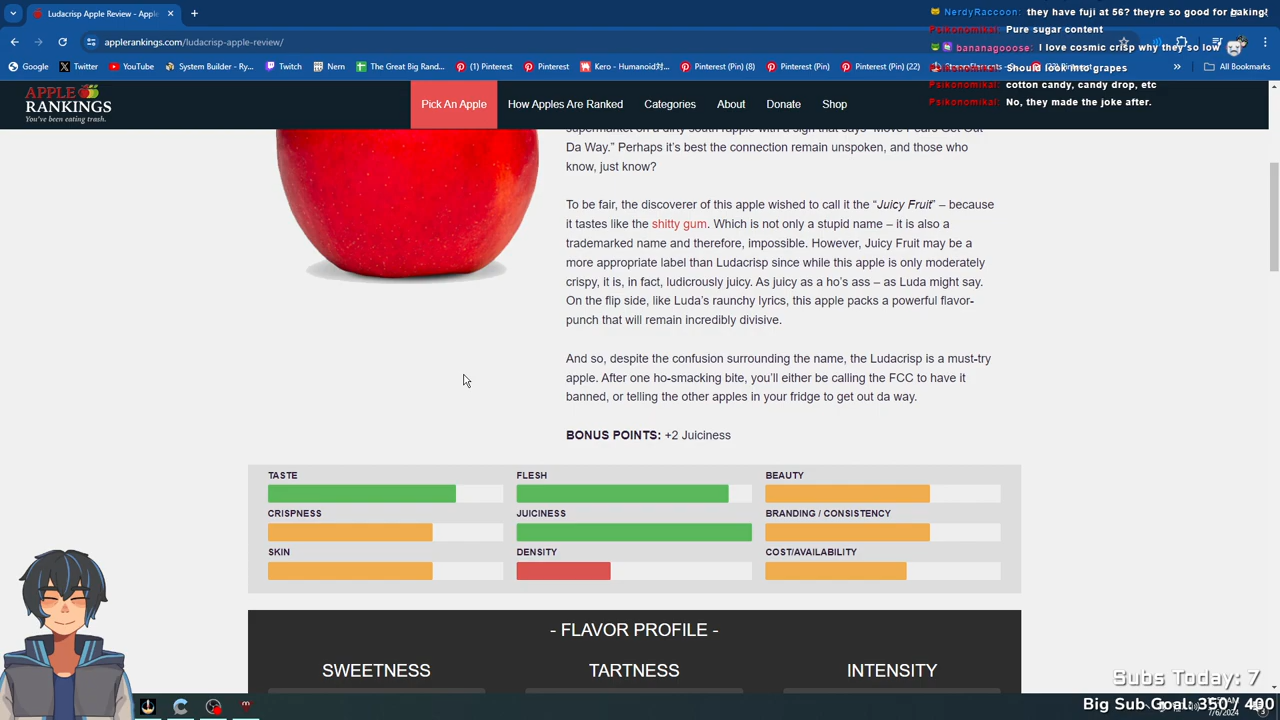 Ludacrisp Apple Review - Apple
applerankings.com/ludacrisp-apple-review/
Google Twitter YouTube System Builder - Ry... Twitch Nern The Great Big Rand... (1) Pinterest Pinterest Kero - Humanoid Pinterest (Pin) (8) Pinterest (Pin) Pinterest (Pin) (22) » All Bookmarks
NerdyRaccoon: they have fuji at 56? theyre so good for baking!
Psikonomikal: Pure sugar content
bananagooose: I love cosmic crisp why they so low
Psikonomikal: Should look into grapes
Psikonomikal: cotton candy, candy drop, etc
Psikonomikal: No, they made the joke after.
APPLE
RANKINGS
You've been eating trash.
Pick An Apple How Apples Are Ranked Categories About Donate Shop
supermarket on a dirty south rapple with a sign that says "Move Pears Get Out
Da Way." Perhaps it's best the connection remain unspoken, and those who
know, just know?
To be fair, the discoverer of this apple wished to call it the "Juicy Fruit" – because
it tastes like the shitty gum. Which is not only a stupid name – it is also a
trademarked name and therefore, impossible. However, Juicy Fruit may be a
more appropriate label than Ludacrisp since while this apple is only moderately
crispy, it is, in fact, ludicrously juicy. As juicy as a ho's ass – as Luda might say.
On the flip side, like Luda's raunchy lyrics, this apple packs a powerful flavor-
punch that will remain incredibly divisive.
And so, despite the confusion surrounding the name, the Ludacrisp is a must-try
apple. After one ho-smacking bite, you'll either be calling the FCC to have it
banned, or telling the other apples in your fridge to get out da way.
BONUS POINTS: +2 Juiciness
TASTE FLESH BEAUTY
CRISPNESS JUICINESS BRANDING / CONSISTENCY
SKIN DENSITY COST/AVAILABILITY
- FLAVOR PROFILE -
SWEETNESS TARTNESS INTENSITY
Subs Today: 7
Big Sub Goal: 350 / 400
7/6/2024